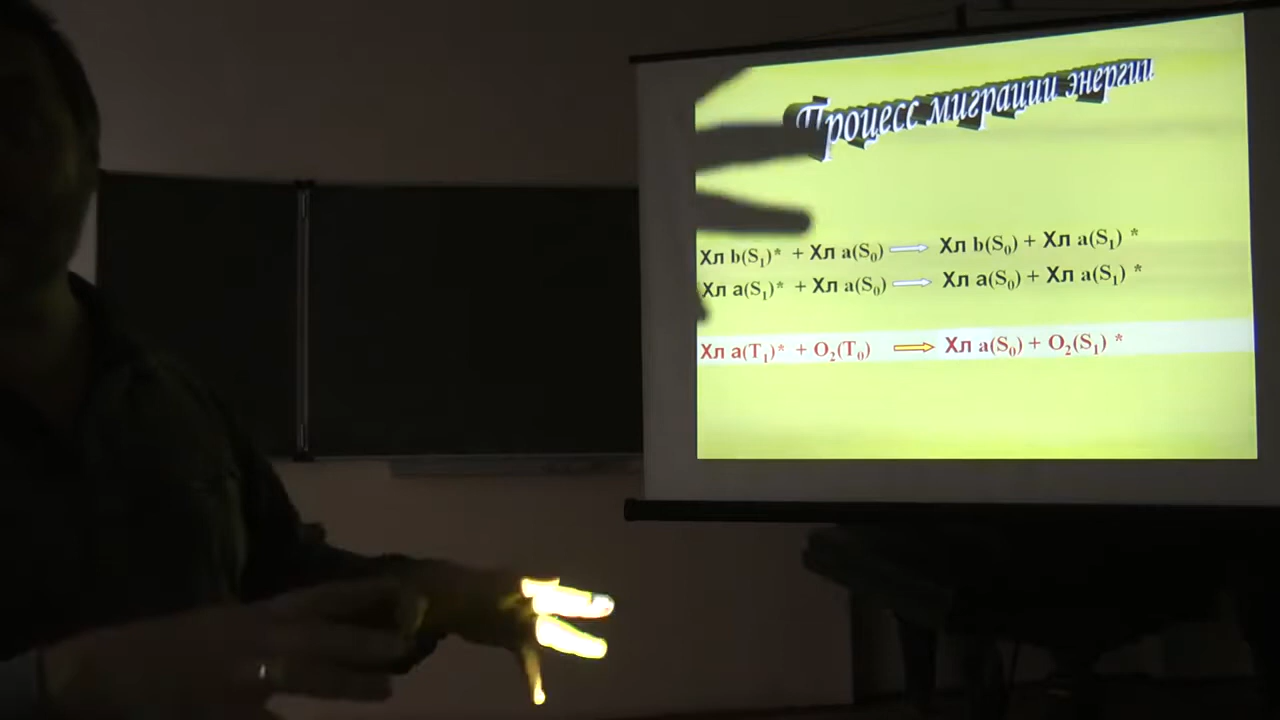 Процесс миграции энергии
Хл b(S₁)* + Хл a(S₀) → Хл b(S₀) + Хл a(S₁) *
Хл a(S₁)* + Хл a(S₀) → Хл a(S₀) + Хл a(S₁) *
Хл a(T₁)* + O₂(T₀) → Хл a(S₀) + O₂(S₁) *